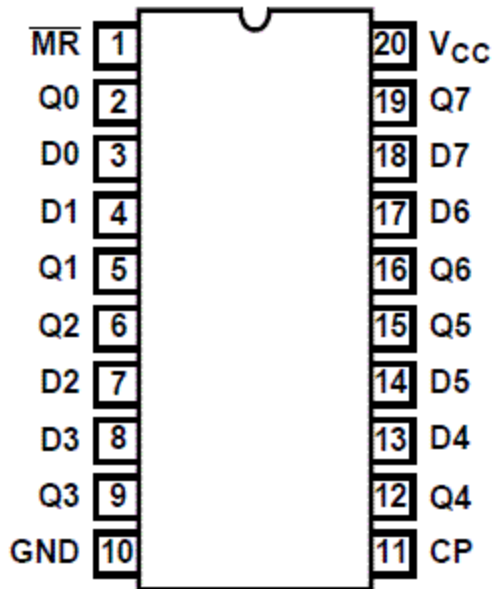 M̅R̅ 1 20 VCC
Q0 2 19 Q7
D0 3 18 D7
D1 4 17 D6
Q1 5 16 Q6
Q2 6 15 Q5
D2 7 14 D5
D3 8 13 D4
Q3 9 12 Q4
GND 10 11 CP